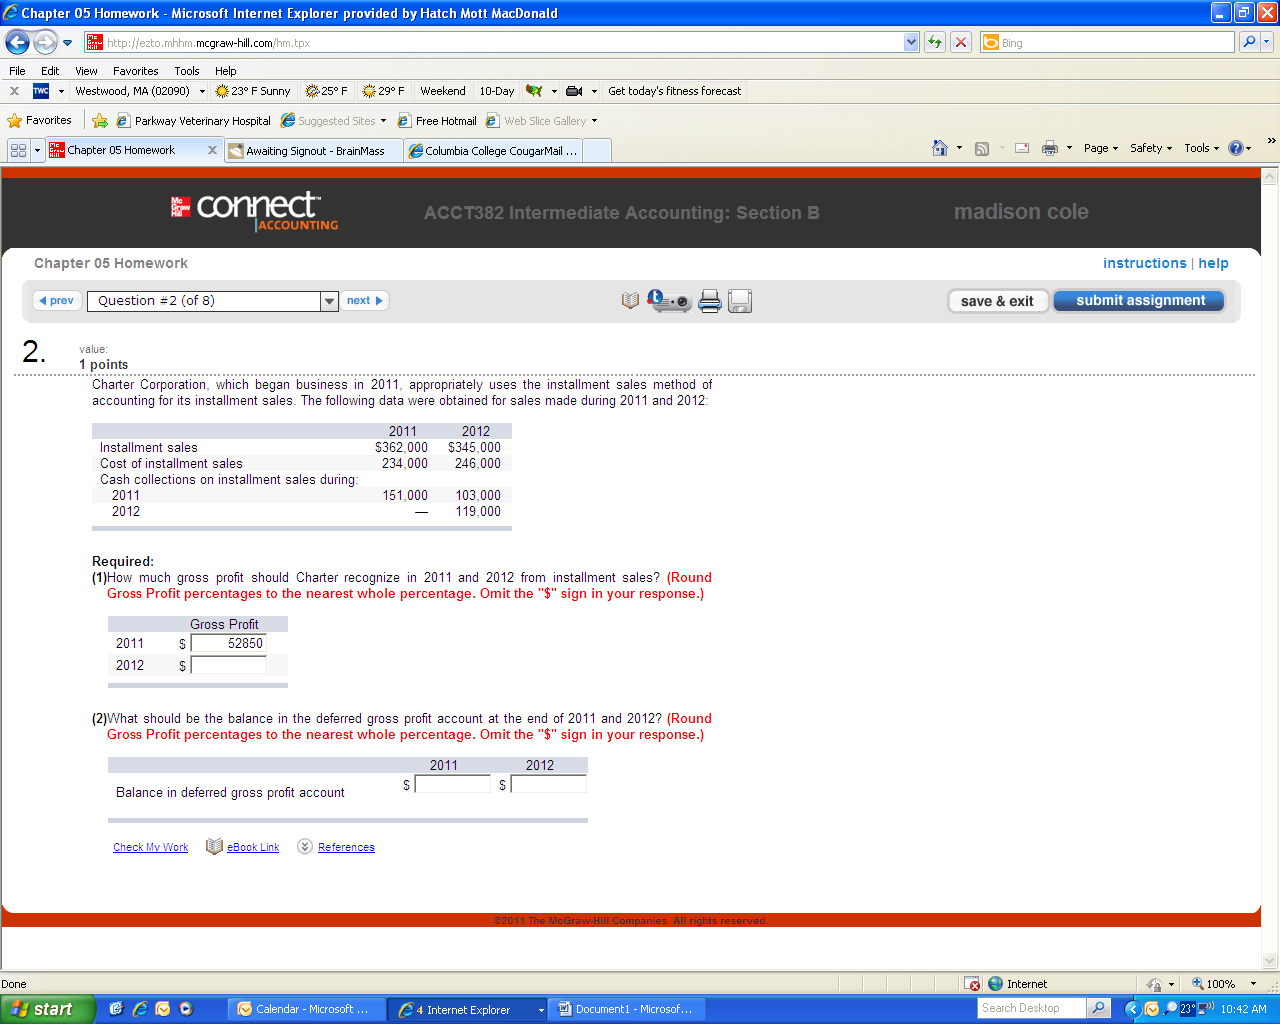 Chapter 05 Homework - Microsoft Internet Explorer provided by Hatch Mott MacDonald
http://ezto.mhhm.mcgraw-hill.com/hm.tpx
Bing
File Edit View Favorites Tools Help
X TWC Westwood, MA (02090) 23° F Sunny 25° F 29° F Weekend 10-Day Get today's fitness forecast
Favorites Parkway Veterinary Hospital Suggested Sites Free Hotmail Web Slice Gallery
Chapter 05 Homework X Awaiting Signout - BrainMass Columbia College CougarMail ... Page Safety Tools »
Mc Graw Hill connect™ ACCOUNTING ACCT382 Intermediate Accounting: Section B madison cole
Chapter 05 Homework instructions | help
prev Question #2 (of 8) next save & exit submit assignment
2. value:
1 points
Charter Corporation, which began business in 2011, appropriately uses the installment sales method of
accounting for its installment sales. The following data were obtained for sales made during 2011 and 2012:
2011 2012
Installment sales $362,000 $345,000
Cost of installment sales 234,000 246,000
Cash collections on installment sales during:
2011 151,000 103,000
2012 — 119,000
Required:
(1)How much gross profit should Charter recognize in 2011 and 2012 from installment sales? (Round
Gross Profit percentages to the nearest whole percentage. Omit the "$" sign in your response.)
Gross Profit
2011 $ 52850
2012 $
(2)What should be the balance in the deferred gross profit account at the end of 2011 and 2012? (Round
Gross Profit percentages to the nearest whole percentage. Omit the "$" sign in your response.)
2011 2012
Balance in deferred gross profit account $ $
Check My Work eBook Link References
©2011 The McGraw-Hill Companies. All rights reserved.
Done Internet 100%
start Calendar - Microsoft ... 4 Internet Explorer Document1 - Microsof... Search Desktop 23° 10:42 AM